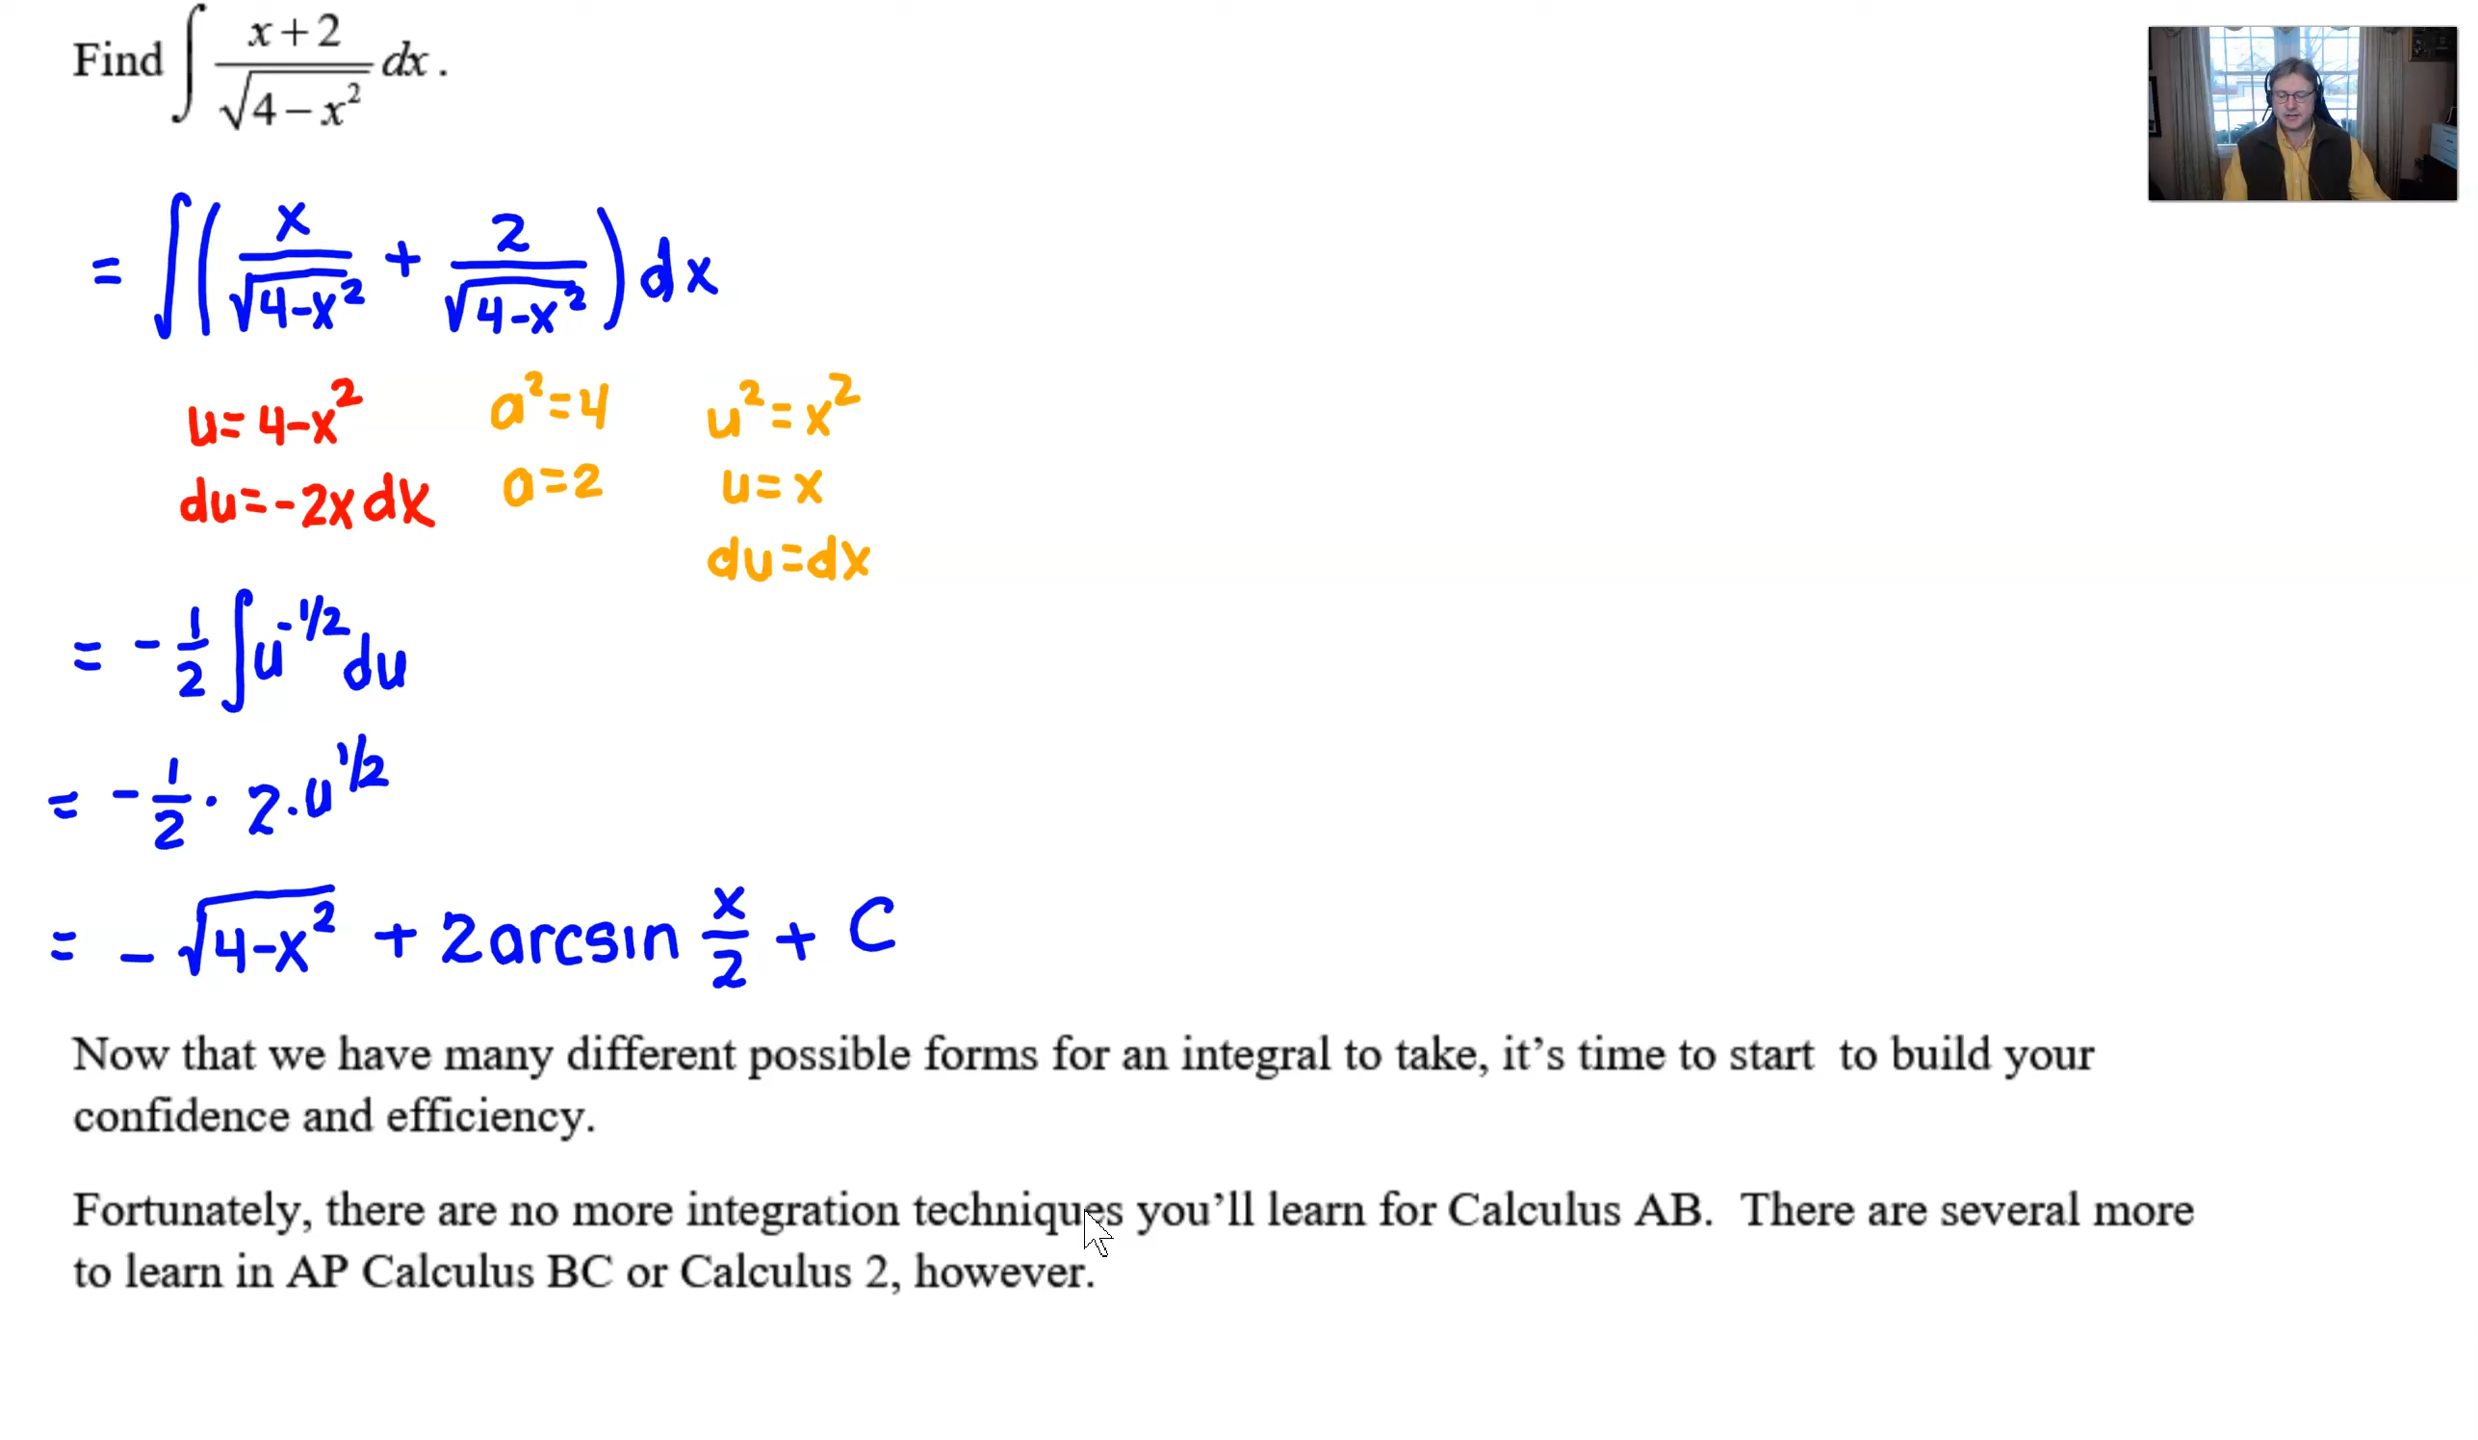 Find ∫ x+2 / √(4−x²) dx.
= ∫( x/√(4−x²) + 2/√(4−x²) ) dx
u=4−x² a²=4 u²=x²
du=−2x dx a=2 u=x
du=dx
= −1/2 ∫u^(−1/2) du
= −1/2 · 2·u^(1/2)
= −√(4−x²) + 2arcsin x/2 + C
Now that we have many different possible forms for an integral to take, it’s time to start to build your
confidence and efficiency.
Fortunately, there are no more integration techniques you’ll learn for Calculus AB. There are several more
to learn in AP Calculus BC or Calculus 2, however.